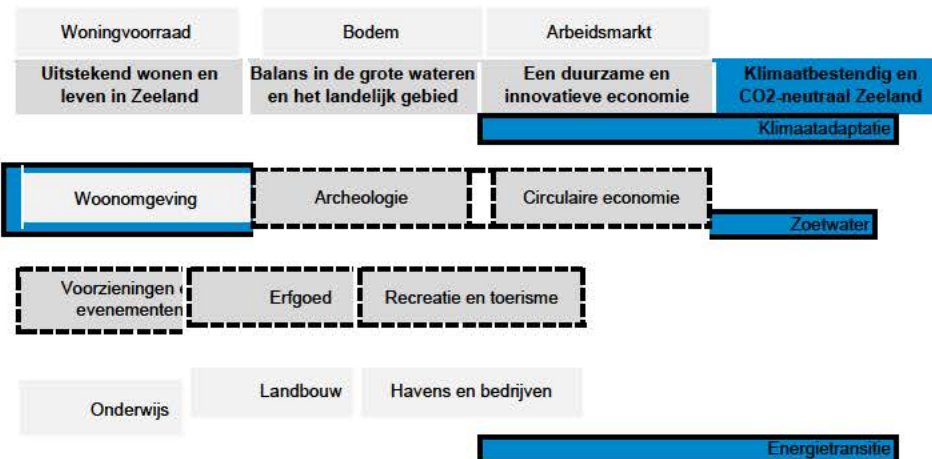 Woningvoorraad
Bodem
Arbeidsmarkt
Uitstekend wonen en
leven in Zeeland
Balans in de grote wateren
en het landelijk gebied
Een duurzame en
innovatieve economie
Klimaatbestendig en
CO2-neutraal Zeeland
Klimaatadaptatie
Woonomgeving
Archeologie
Circulaire economie
Zoetwater
Voorzieningen
evenementen
Erfgoed
Recreatie en toerisme
Onderwijs
Landbouw
Havens en bedrijven
Energietransitie